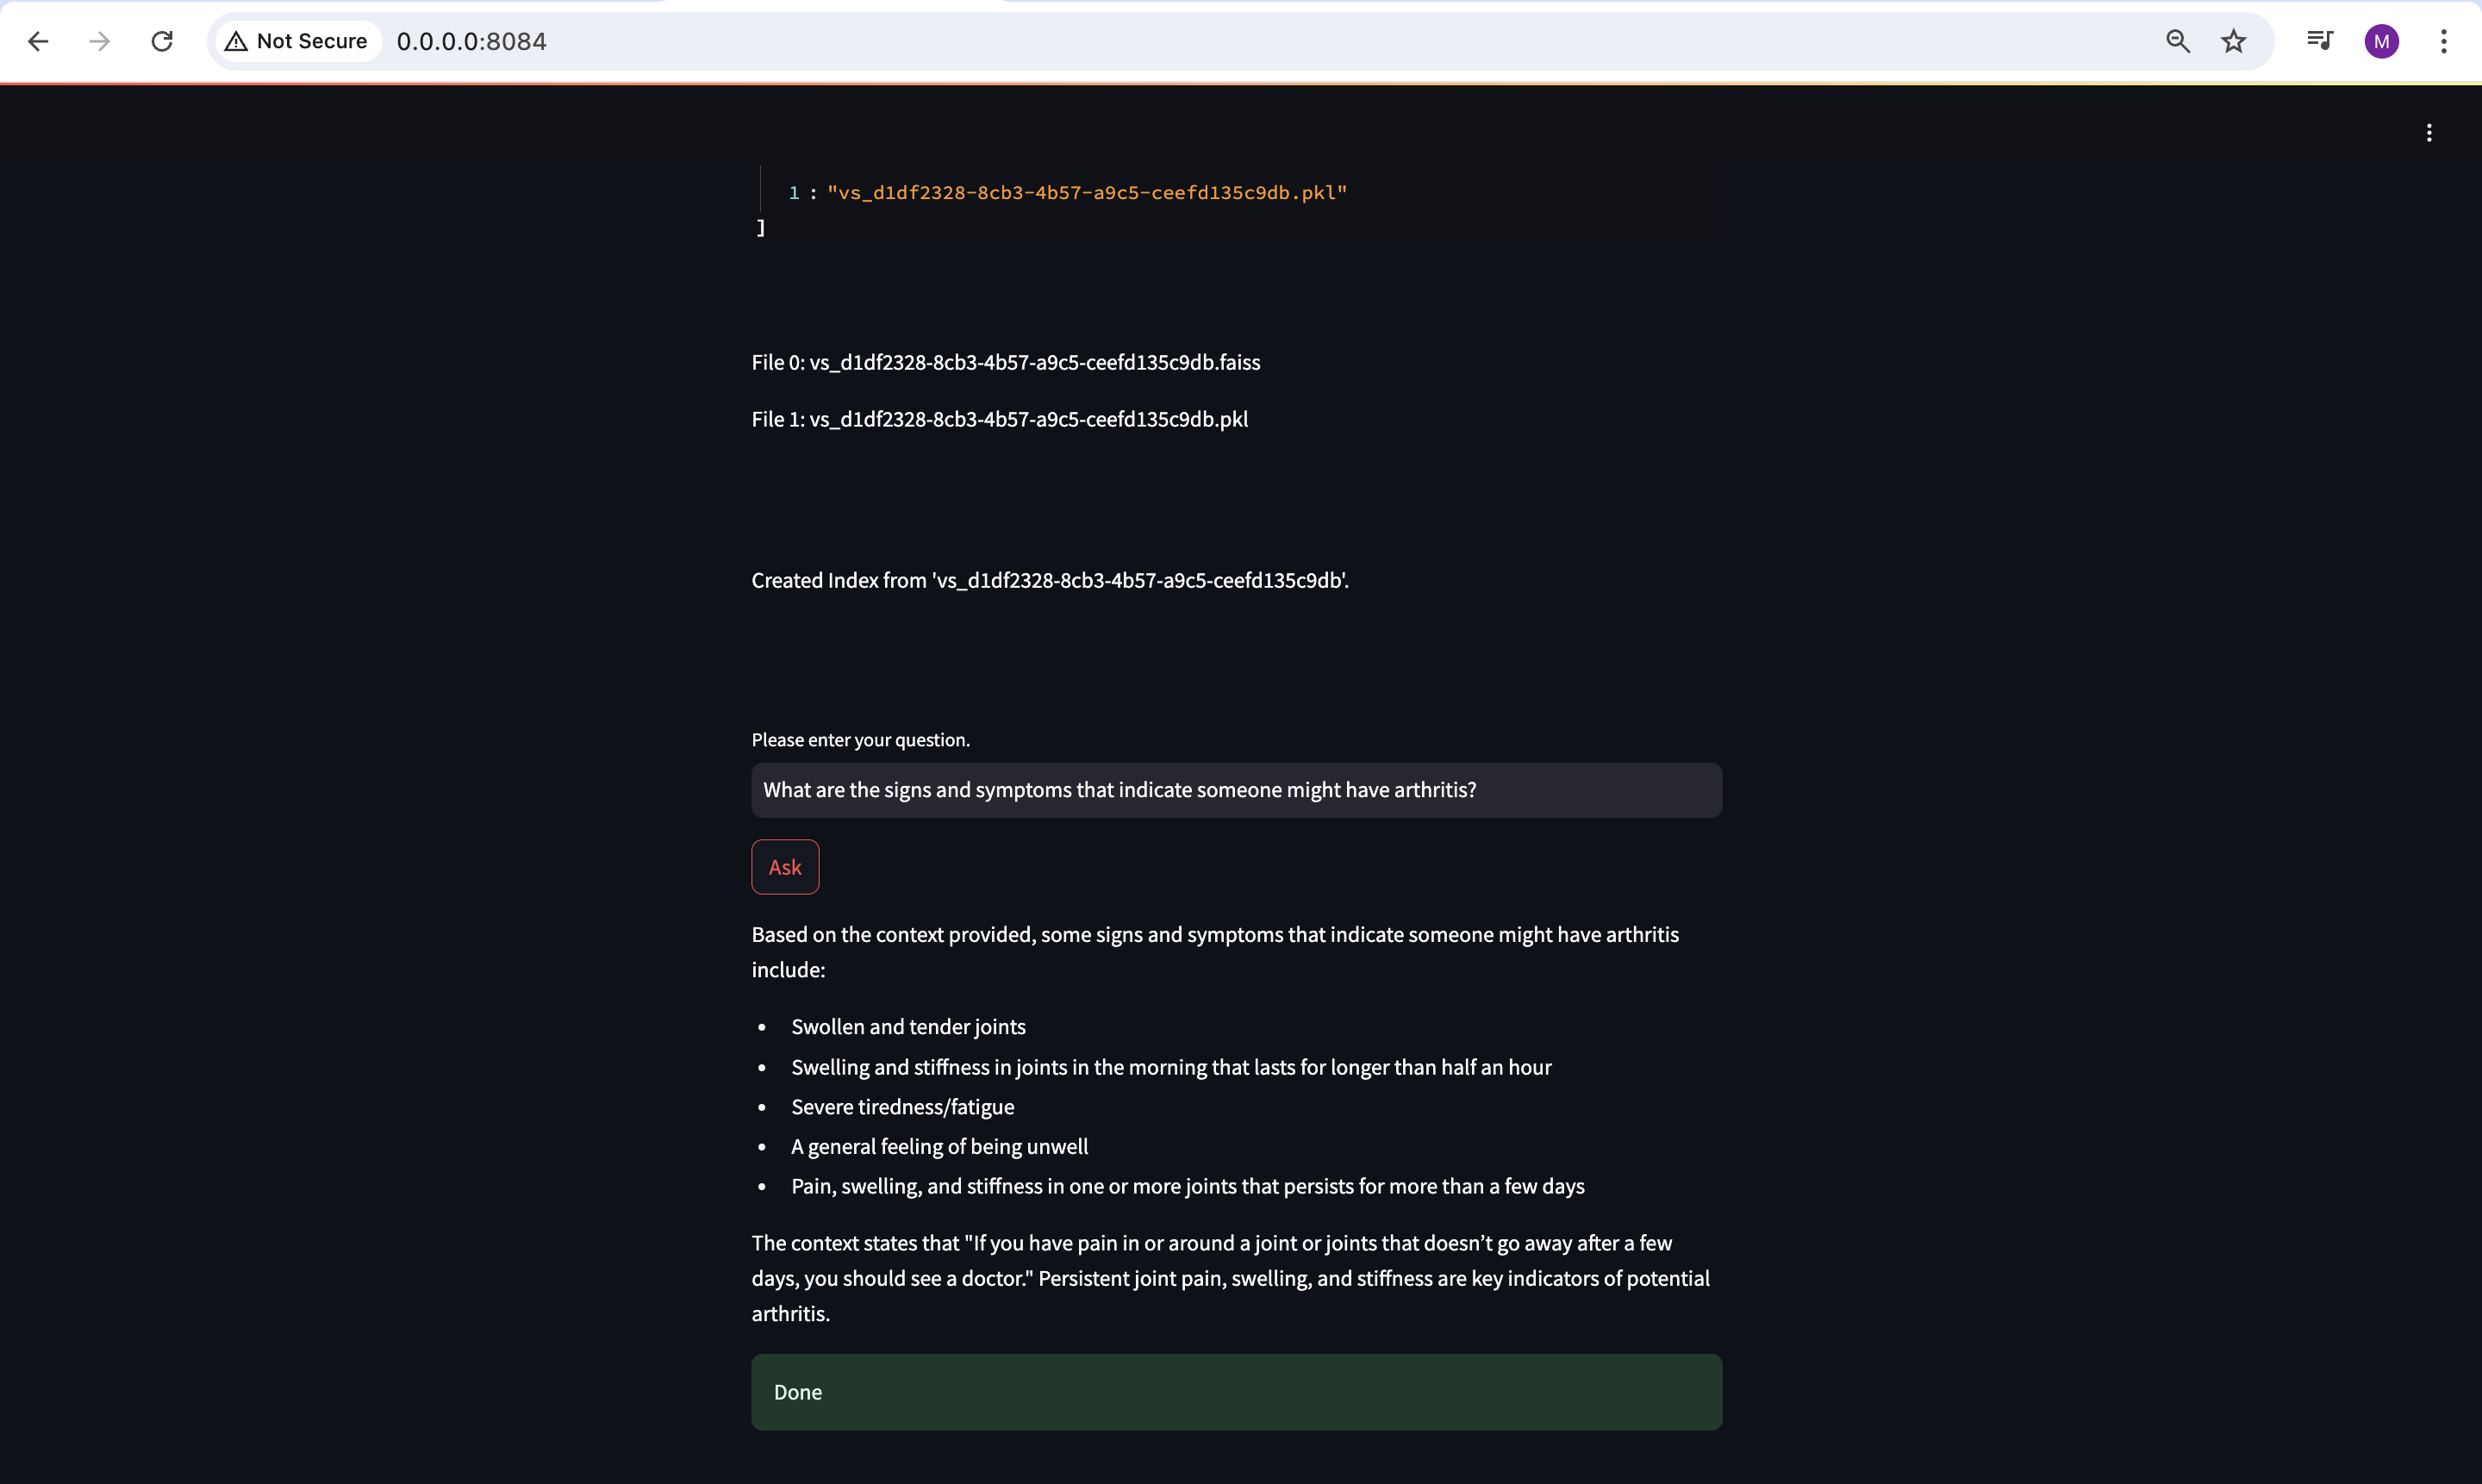 Not Secure 0.0.0.0:8084
M
1 : "vs_d1df2328-8cb3-4b57-a9c5-ceefd135c9db.pkl"
]
File 0: vs_d1df2328-8cb3-4b57-a9c5-ceefd135c9db.faiss
File 1: vs_d1df2328-8cb3-4b57-a9c5-ceefd135c9db.pkl
Created Index from 'vs_d1df2328-8cb3-4b57-a9c5-ceefd135c9db'.
Please enter your question.
What are the signs and symptoms that indicate someone might have arthritis?
Ask
Based on the context provided, some signs and symptoms that indicate someone might have arthritis
include:
• Swollen and tender joints
• Swelling and stiffness in joints in the morning that lasts for longer than half an hour
• Severe tiredness/fatigue
• A general feeling of being unwell
• Pain, swelling, and stiffness in one or more joints that persists for more than a few days
The context states that "If you have pain in or around a joint or joints that doesn’t go away after a few
days, you should see a doctor." Persistent joint pain, swelling, and stiffness are key indicators of potential
arthritis.
Done